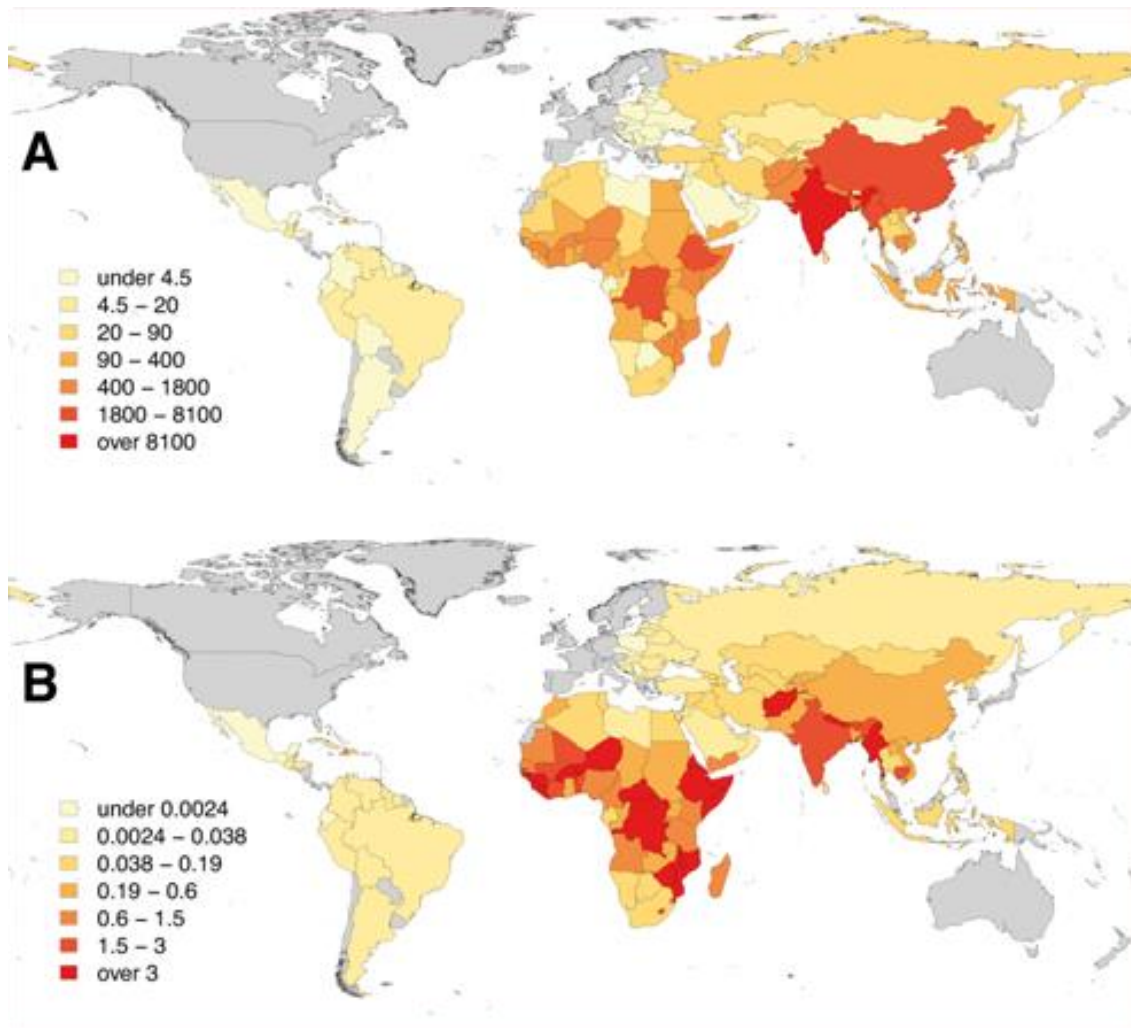 A
under 4.5
4.5 – 20
20 – 90
90 – 400
400 – 1800
1800 – 8100
over 8100
B
under 0.0024
0.0024 – 0.038
0.038 – 0.19
0.19 – 0.6
0.6 – 1.5
1.5 – 3
over 3